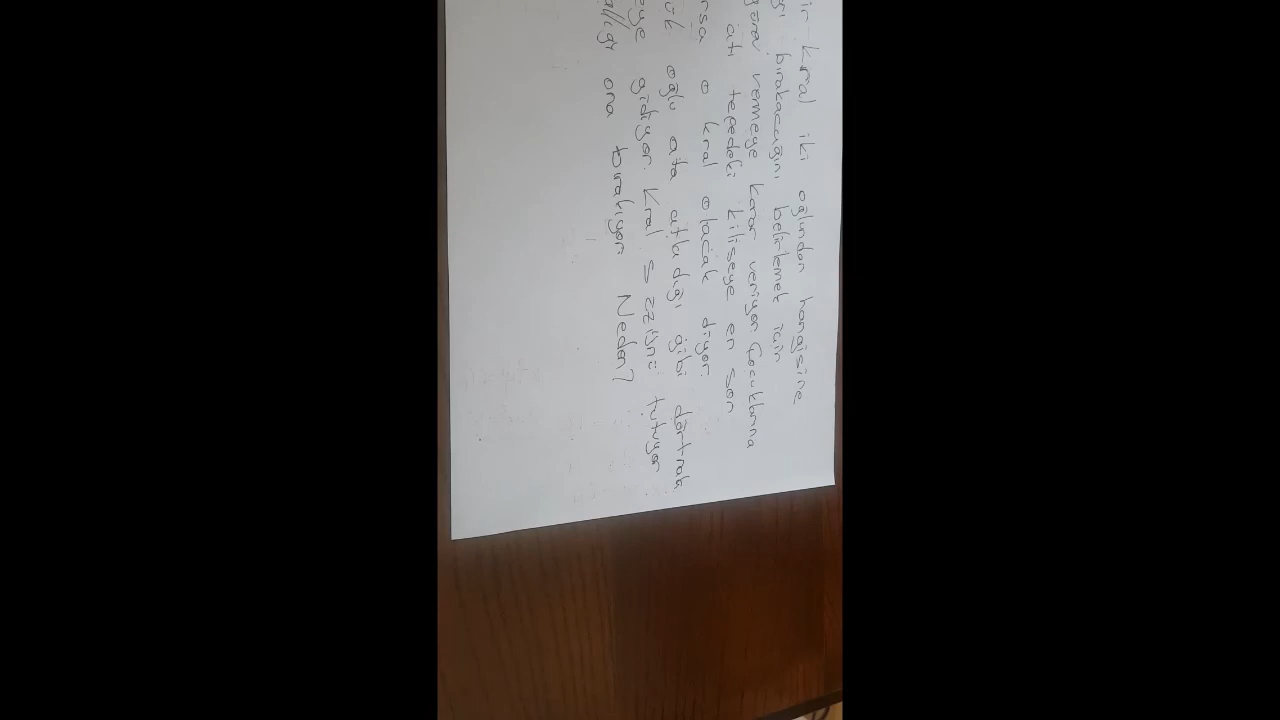 kral iki oğlundan hangisine
bırakacağını belirlemek için
vermeye karar veriyor. Çocuklarına
atı tepedeki kiliseye en son
o kral olacak diyor.
oğlu ata atladığı gibi dörtnala
gidiyor. Kral sözünü tutuyor
ona bırakıyor. Neden?